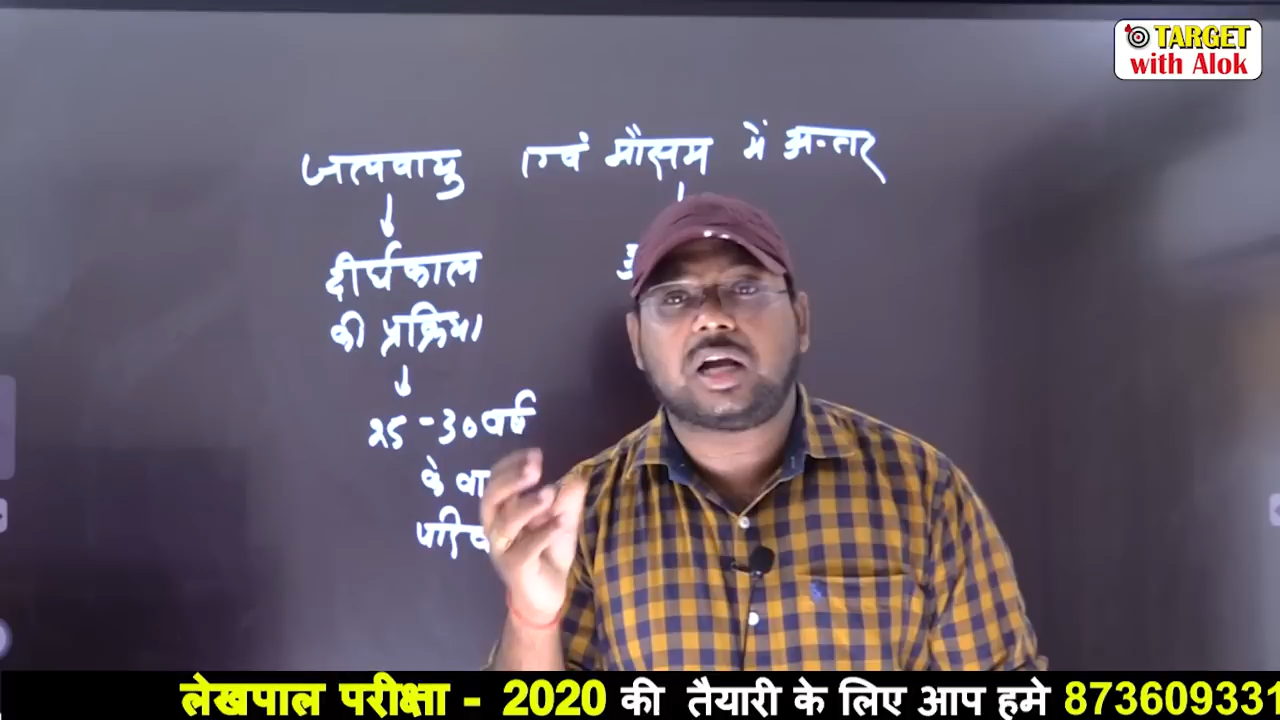 TARGET
with Alok
जलवायु एवं मौसम में अन्तर
दीर्घकाल
की प्रक्रिया
25-30 वर्ष
के
लेखपाल परीक्षा - 2020 की तैयारी के लिए आप हमे 873609331